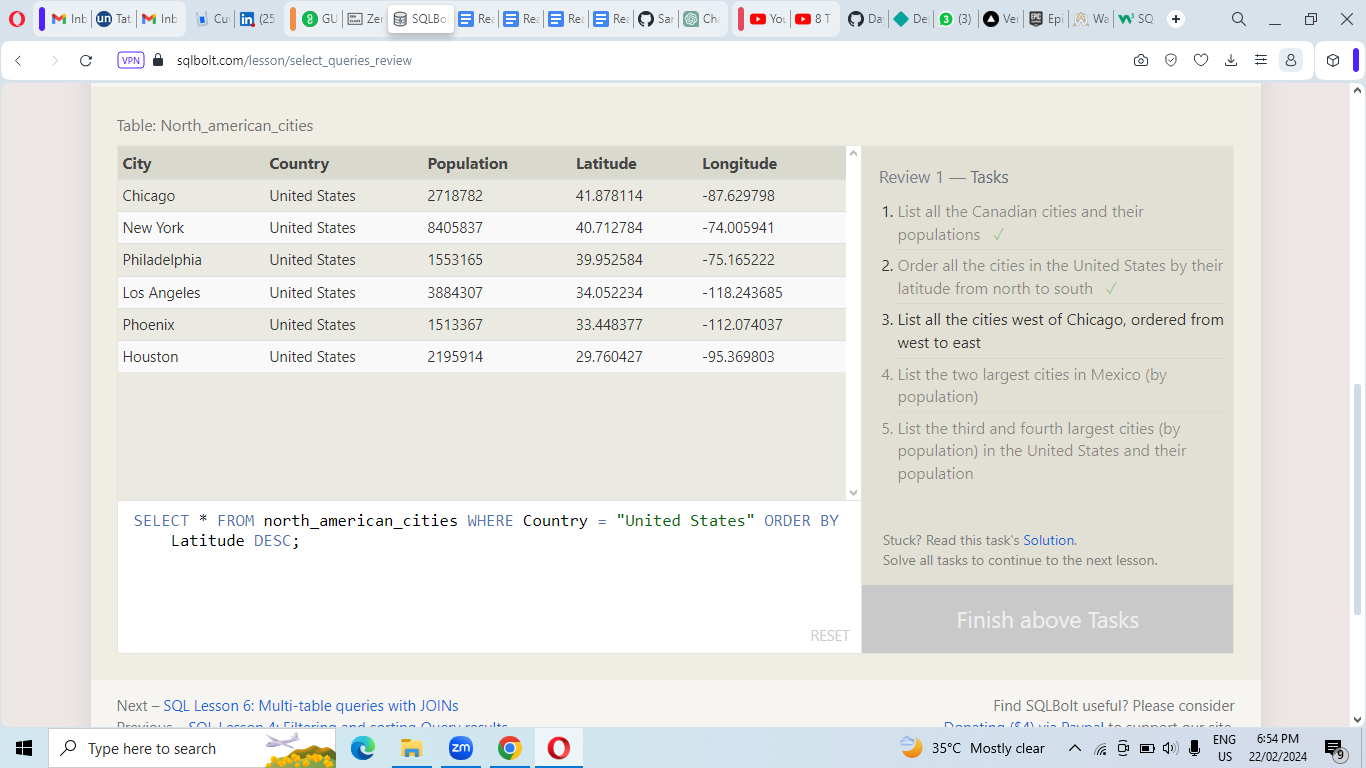 Inb
Tat
Inb
Cu
(25
GU
Zer
SQLBo
Rea
Rea
Rea
Rea
Sar
Cha
You
8 T
Da
De
(3)
Ver
Epi
Wa
SQ
VPN
sqlbolt.com/lesson/select_queries_review
Table: North_american_cities
City Country Population Latitude Longitude
Chicago United States 2718782 41.878114 -87.629798
New York United States 8405837 40.712784 -74.005941
Philadelphia United States 1553165 39.952584 -75.165222
Los Angeles United States 3884307 34.052234 -118.243685
Phoenix United States 1513367 33.448377 -112.074037
Houston United States 2195914 29.760427 -95.369803
SELECT * FROM north_american_cities WHERE Country = "United States" ORDER BY
Latitude DESC;
RESET
Review 1 — Tasks
1. List all the Canadian cities and their
populations ✓
2. Order all the cities in the United States by their
latitude from north to south ✓
3. List all the cities west of Chicago, ordered from
west to east
4. List the two largest cities in Mexico (by
population)
5. List the third and fourth largest cities (by
population) in the United States and their
population
Stuck? Read this task's Solution.
Solve all tasks to continue to the next lesson.
Finish above Tasks
Next – SQL Lesson 6: Multi-table queries with JOINs
Previous – SQL Lesson 4: Filtering and sorting Query results
Find SQLBolt useful? Please consider
Donating ($4) via Paypal to support our site.
Type here to search
zm
35°C Mostly clear
ENG
US
6:54 PM
22/02/2024
9